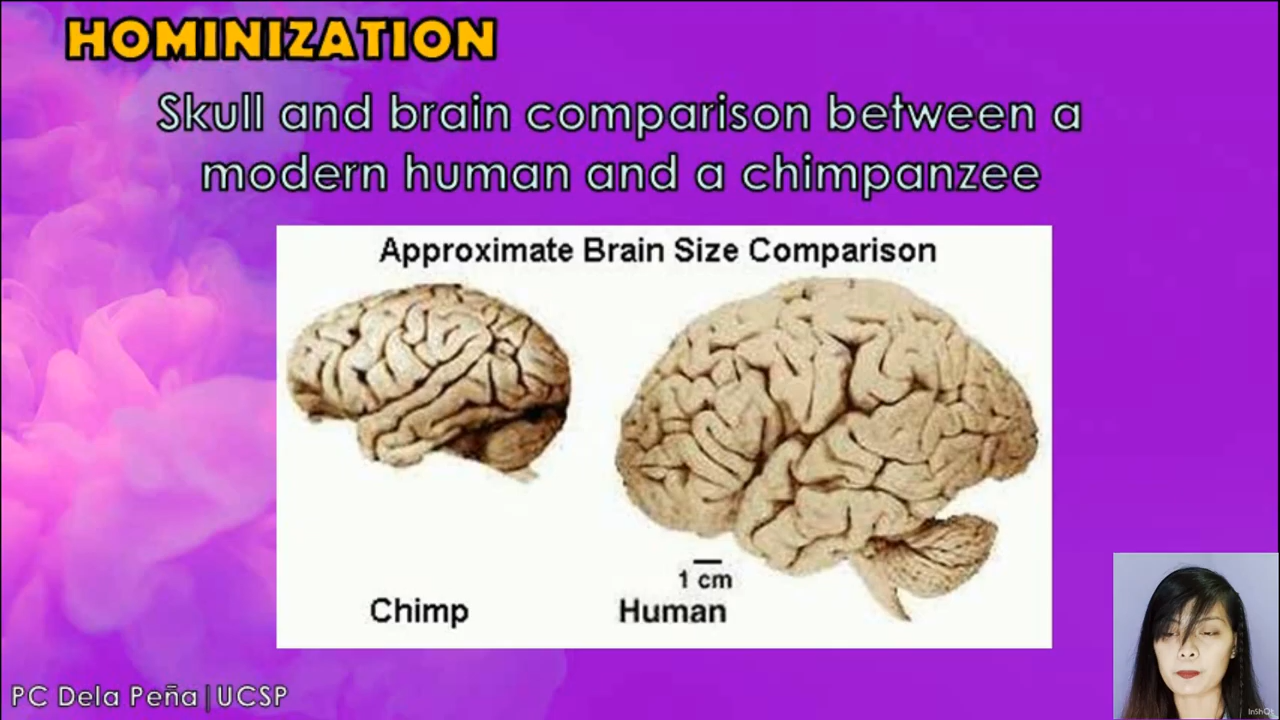 HOMINIZATION
Skull and brain comparison between a
modern human and a chimpanzee
Approximate Brain Size Comparison
1 cm
Chimp Human
PC Dela Peña|UCSP
InShOt